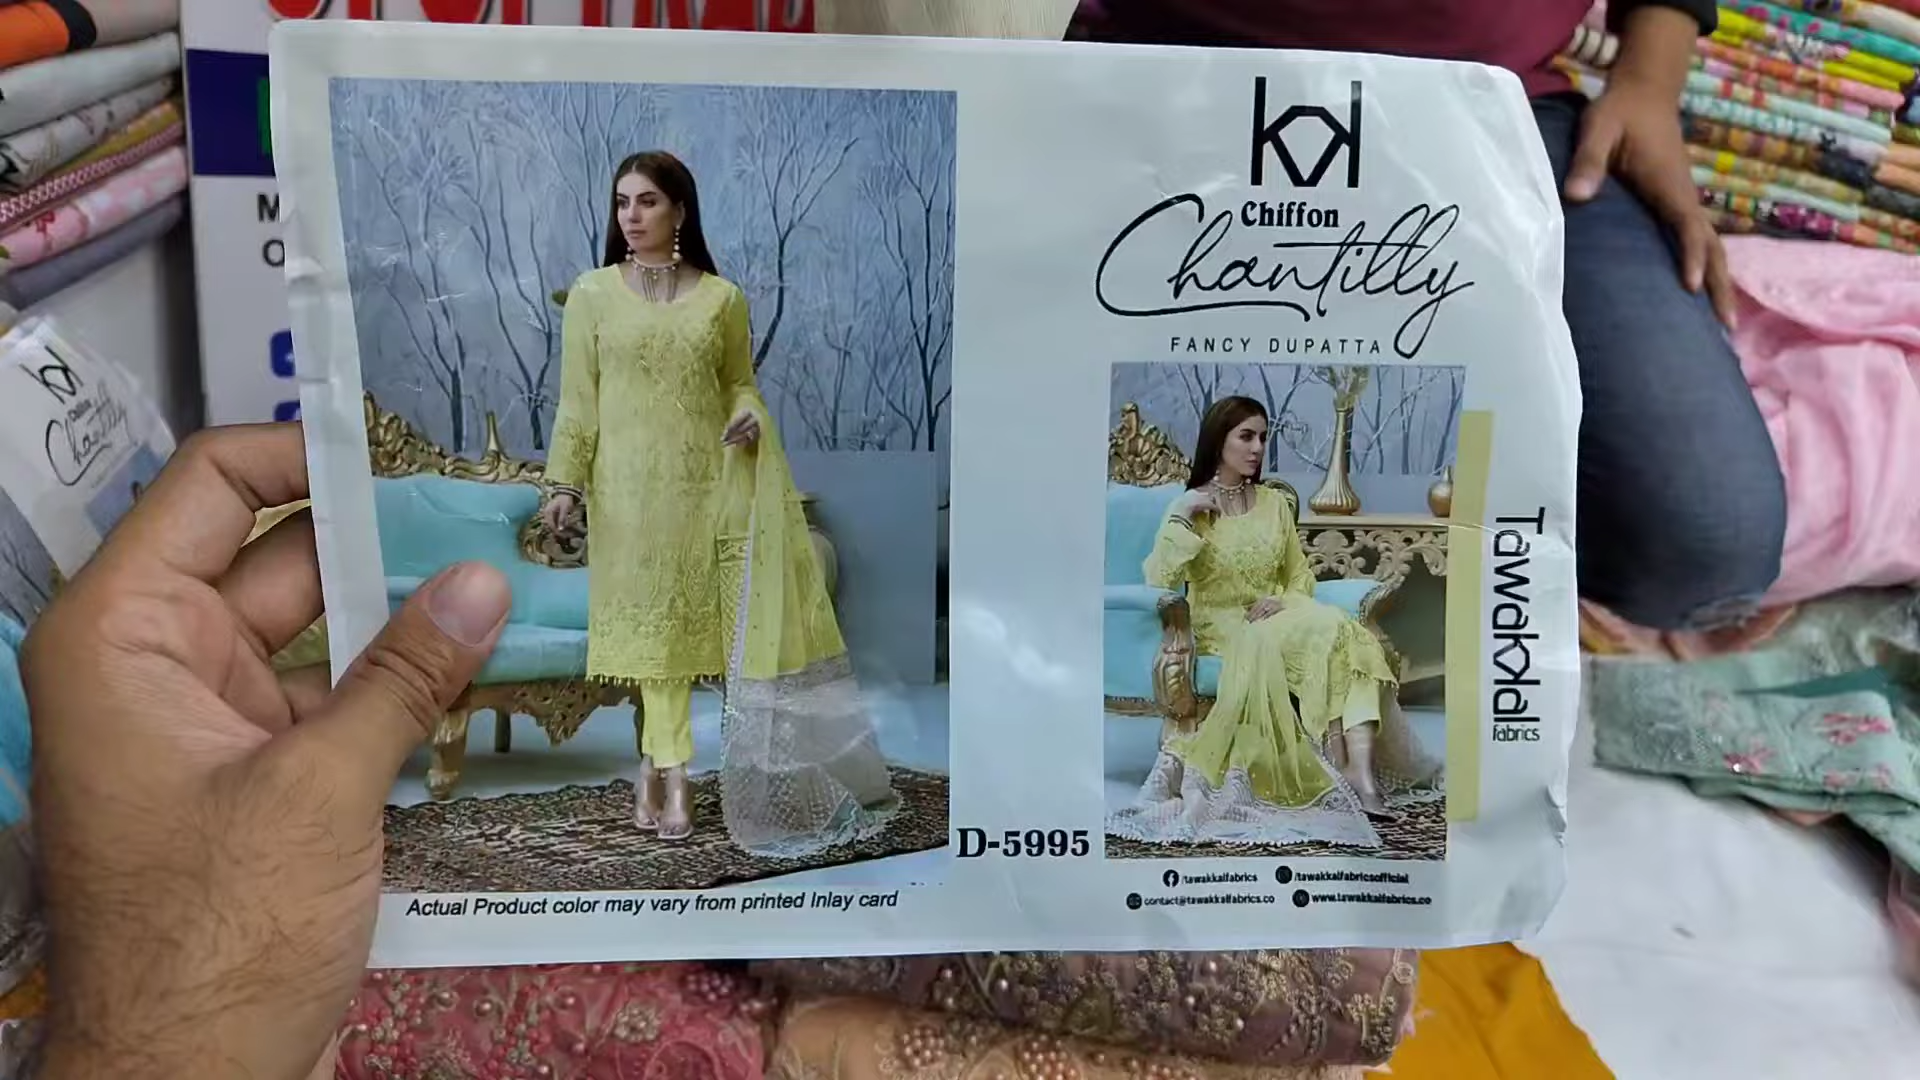 Chiffon
Chantilly
FANCY DUPATTA
Tawakkal
fabrics
D-5995
Actual Product color may vary from printed Inlay card
/tawakkalfabrics
/tawakkalfabricsofficial
contact@tawakkalfabrics.co
www.tawakkalfabrics.co
Chiffon